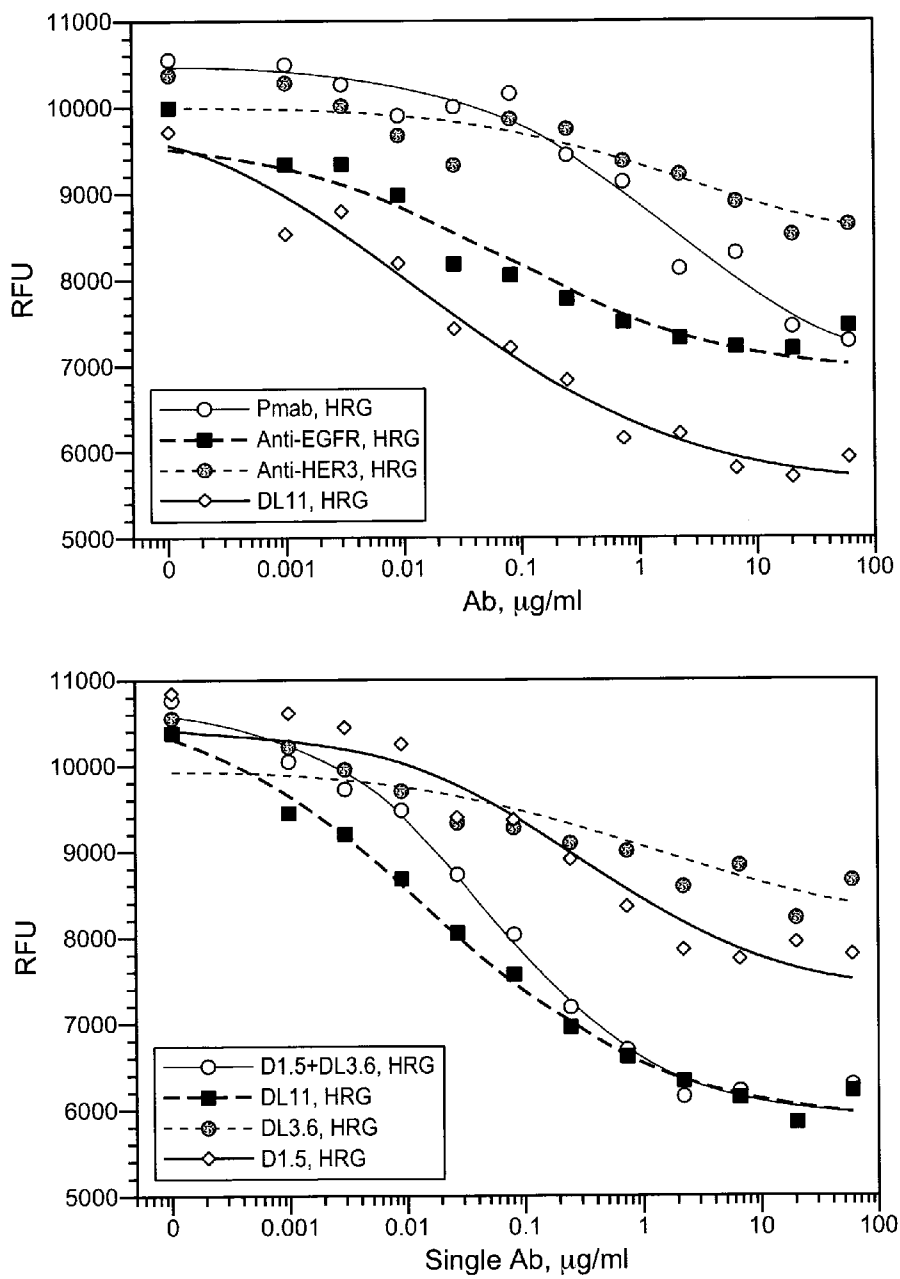 11000
10000
9000
8000
7000
6000
5000
RFU
Pmab, HRG
Anti-EGFR, HRG
Anti-HER3, HRG
DL11, HRG
0 0.001 0.01 0.1 1 10 100
Ab, μg/ml
11000
10000
9000
8000
7000
6000
5000
RFU
D1.5+DL3.6, HRG
DL11, HRG
DL3.6, HRG
D1.5, HRG
0 0.001 0.01 0.1 1 10 100
Single Ab, μg/ml